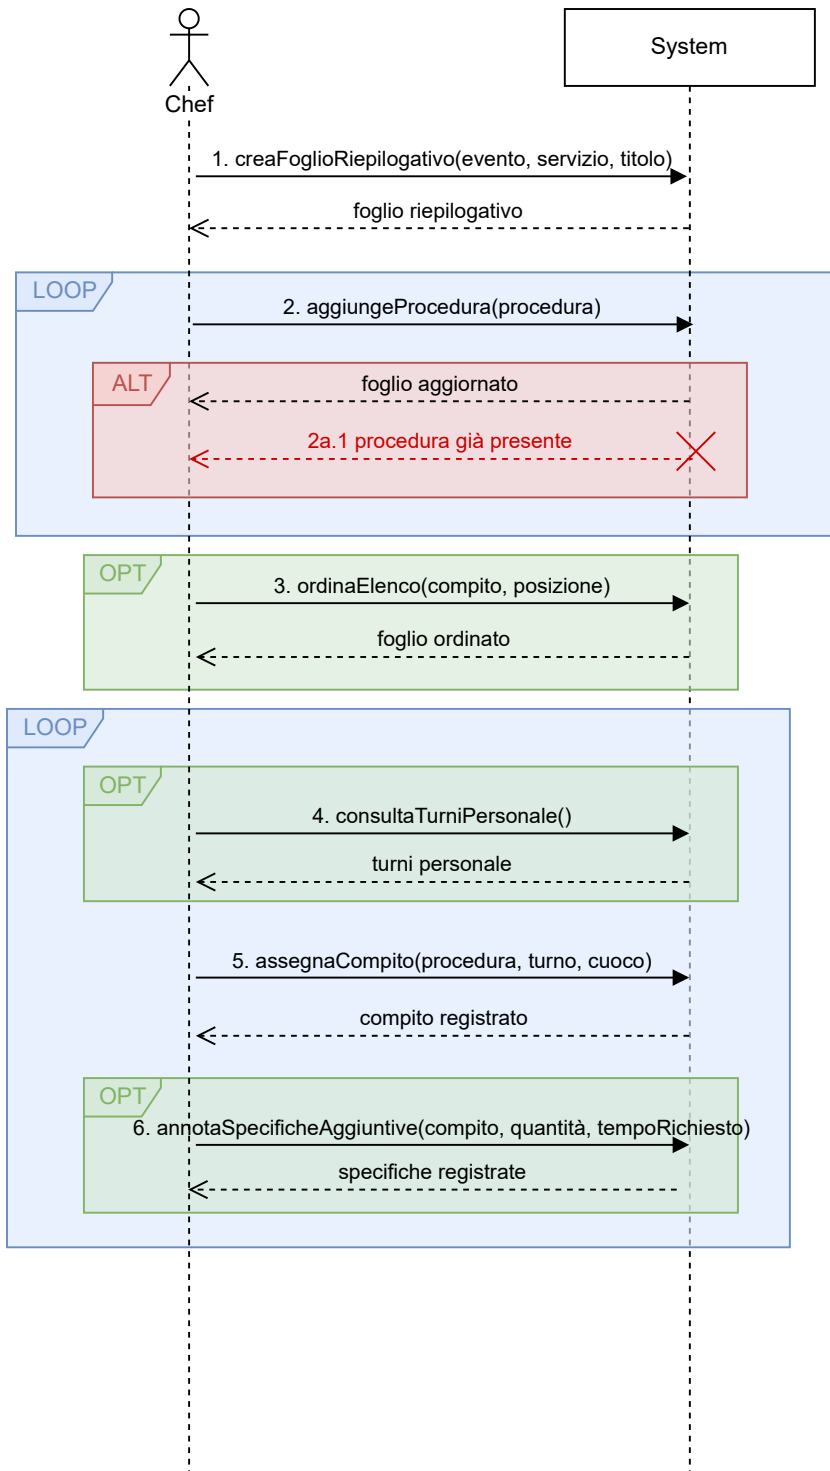 Chef
System
1. creaFoglioRiepilogativo(evento, servizio, titolo)
foglio riepilogativo
LOOP
2. aggiungeProcedura(procedura)
ALT
foglio aggiornato
2a.1 procedura già presente
OPT
3. ordinaElenco(compito, posizione)
foglio ordinato
LOOP
OPT
4. consultaTurniPersonale()
turni personale
5. assegnaCompito(procedura, turno, cuoco)
compito registrato
OPT
6. annotaSpecificheAggiuntive(compito, quantità, tempoRichiesto)
specifiche registrate